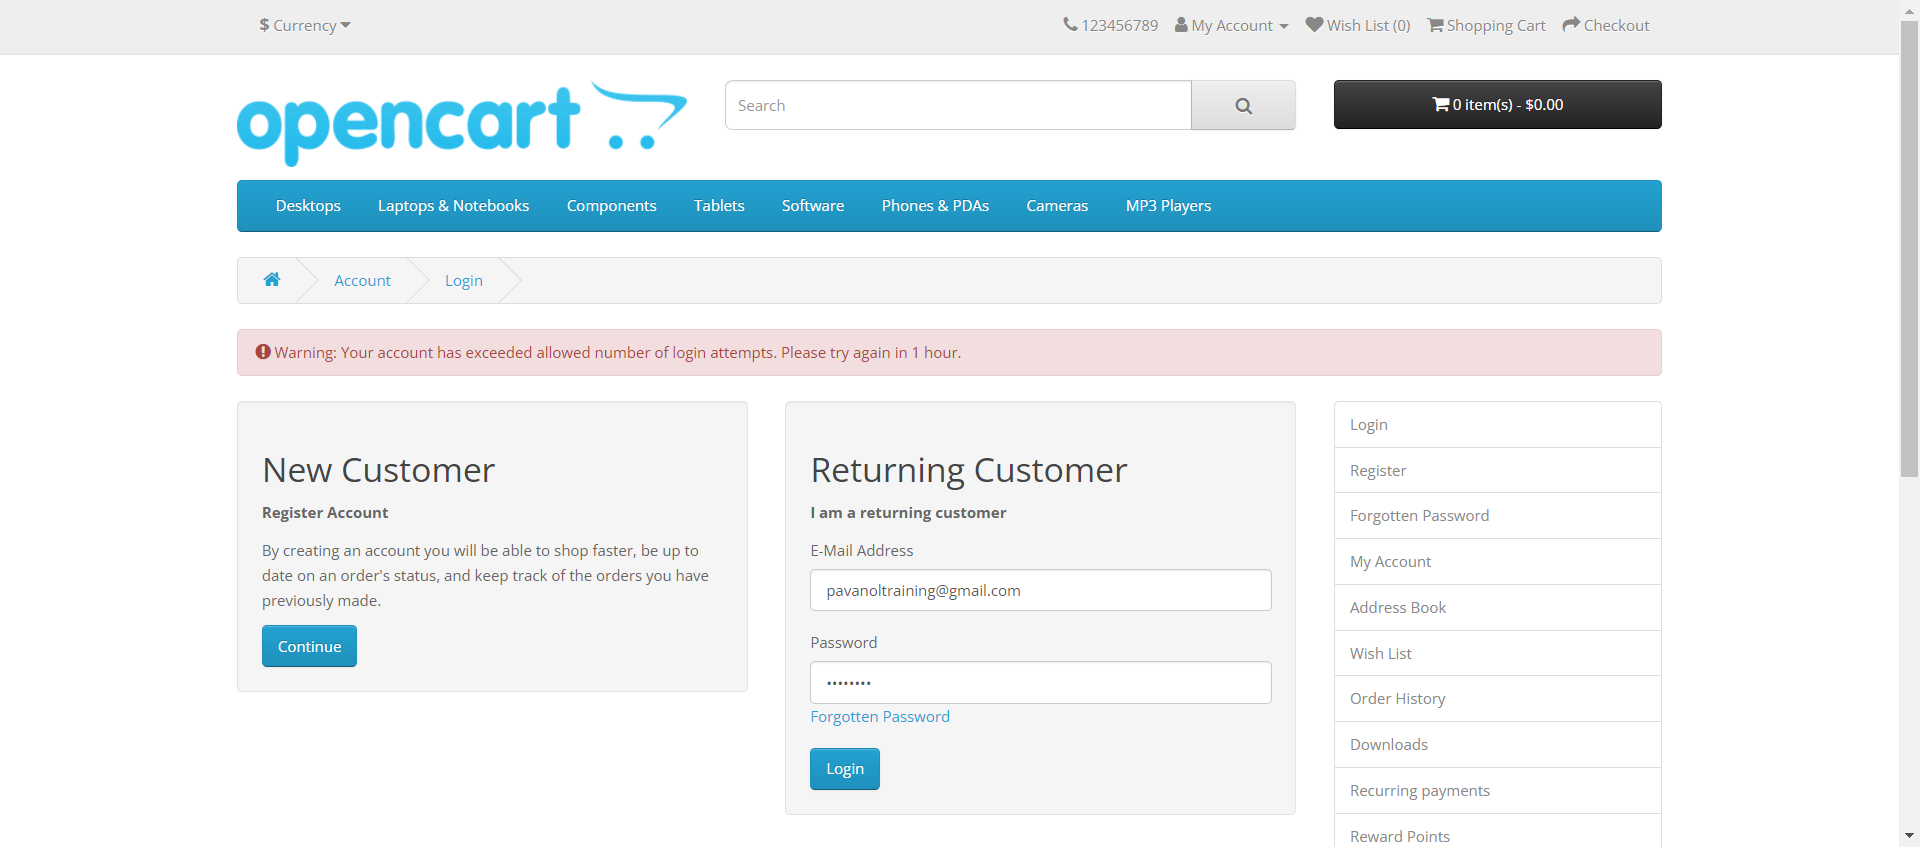 $ Currency
123456789 My Account Wish List (0) Shopping Cart Checkout
opencart
Search
0 item(s) - $0.00
Desktops Laptops & Notebooks Components Tablets Software Phones & PDAs Cameras MP3 Players
Account Login
Warning: Your account has exceeded allowed number of login attempts. Please try again in 1 hour.
New Customer
Register Account
By creating an account you will be able to shop faster, be up to
date on an order's status, and keep track of the orders you have
previously made.
Continue
Returning Customer
I am a returning customer
E-Mail Address
pavanoltraining@gmail.com
Password
••••••••
Forgotten Password
Login
Login
Register
Forgotten Password
My Account
Address Book
Wish List
Order History
Downloads
Recurring payments
Reward Points